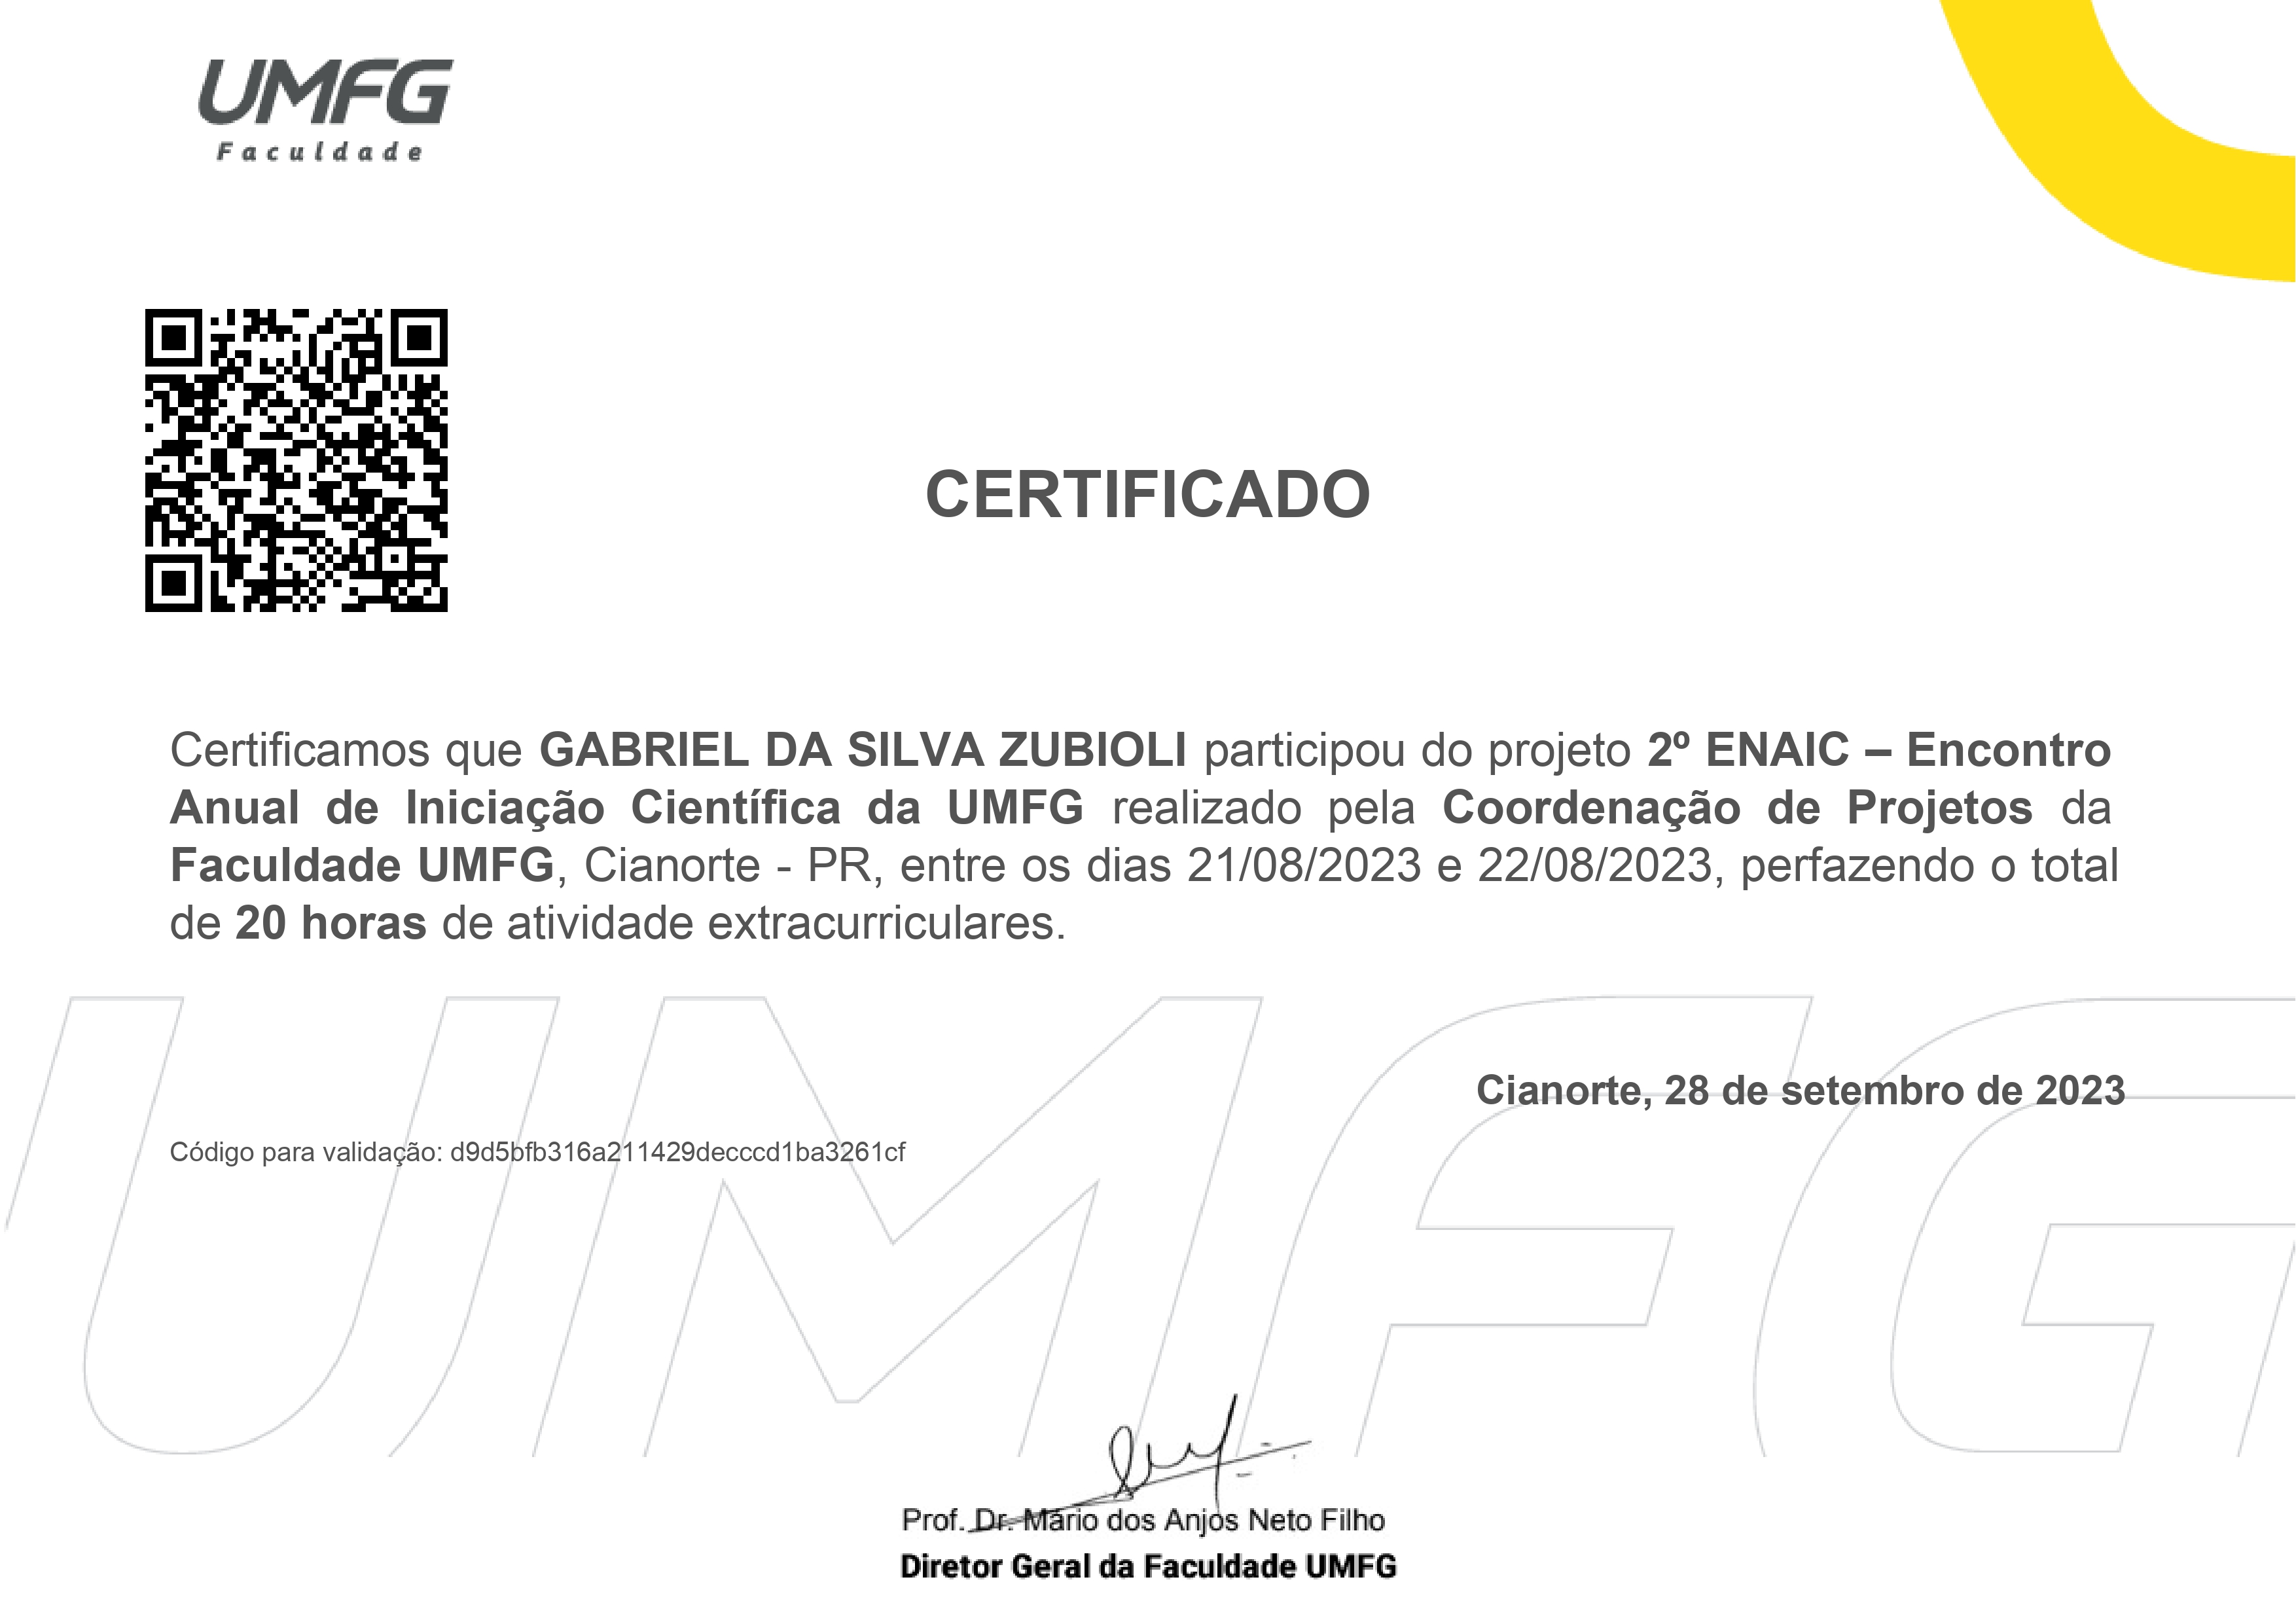 UMFG
Faculdade
CERTIFICADO
Certificamos que GABRIEL DA SILVA ZUBIOLI participou do projeto 2º ENAIC – Encontro
Anual de Iniciação Científica da UMFG realizado pela Coordenação de Projetos da
Faculdade UMFG, Cianorte - PR, entre os dias 21/08/2023 e 22/08/2023, perfazendo o total
de 20 horas de atividade extracurriculares.
Cianorte, 28 de setembro de 2023
Código para validação: d9d5bfb316a211429decccd1ba3261cf
UMFG
Prof. Dr. Mário dos Anjos Neto Filho
Diretor Geral da Faculdade UMFG